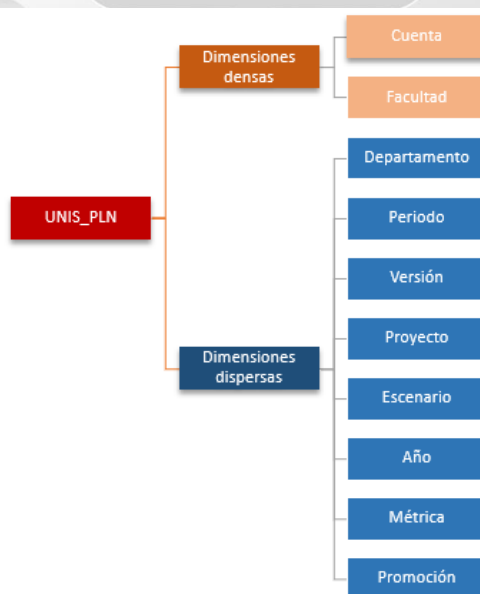 UNIS_PLN
Dimensiones
densas
Cuenta
Facultad
Dimensiones
dispersas
Departamento
Periodo
Versión
Proyecto
Escenario
Año
Métrica
Promoción